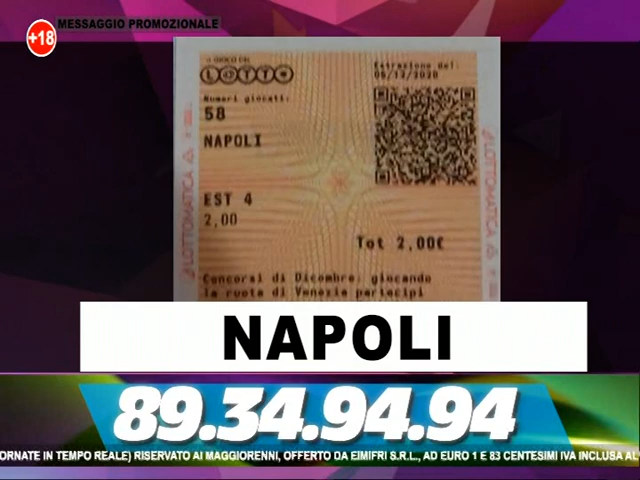 +18 MESSAGGIO PROMOZIONALE
IL GIOCO DEL
LOTTO
Estrazione del:
05/12/2020
Numeri giocati:
58
NAPOLI
EST 4
2,00
Tot 2,00€
Concorsi di Dicembre: giocando
la ruota di Venezia partecipi
LOTTOMATICA
LOTTOMATICA
NAPOLI
89.34.94.94
ORNATE IN TEMPO REALE) RISERVATO AI MAGGIORENNI, OFFERTO DA EIMIFRI S.R.L., AD EURO 1 E 83 CENTESIMI IVA INCLUSA AL